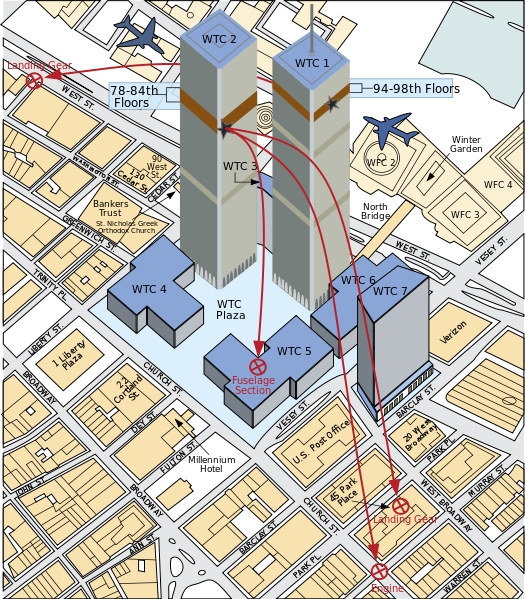 WTC 2
WTC 1
Landing Gear
WEST ST.
78-84th
Floors
94-98th Floors
90
West
St.
130
Cedar St.
WASHINGTON ST.
CEDAR ST.
WTC 3
WFC 2
Winter
Garden
WFC 4
WFC 3
North
Bridge
Bankers
Trust
St. Nicholas Greek
Orthodox Church
GREENWICH ST.
WEST ST.
VESEY ST.
TRINITY PL.
WTC 4
WTC
Plaza
WTC 6
WTC 7
LIBERTY ST.
1 Liberty
Plaza
WTC 5
Verizon
Fuselage
Section
CHURCH ST.
BROADWAY
22
Cortland
St.
DEY ST.
VESEY ST.
BARCLAY ST.
U.S. Post Office
20 West
Broadway
PARK PL.
FULTON ST.
Millennium
Hotel
JOHN ST.
BROADWAY
45 Park
Place
CHURCH ST.
Landing Gear
WEST BROADWAY
MURRAY ST.
ANN ST.
BARCLAY ST.
PARK PL.
Engine
WARREN ST.